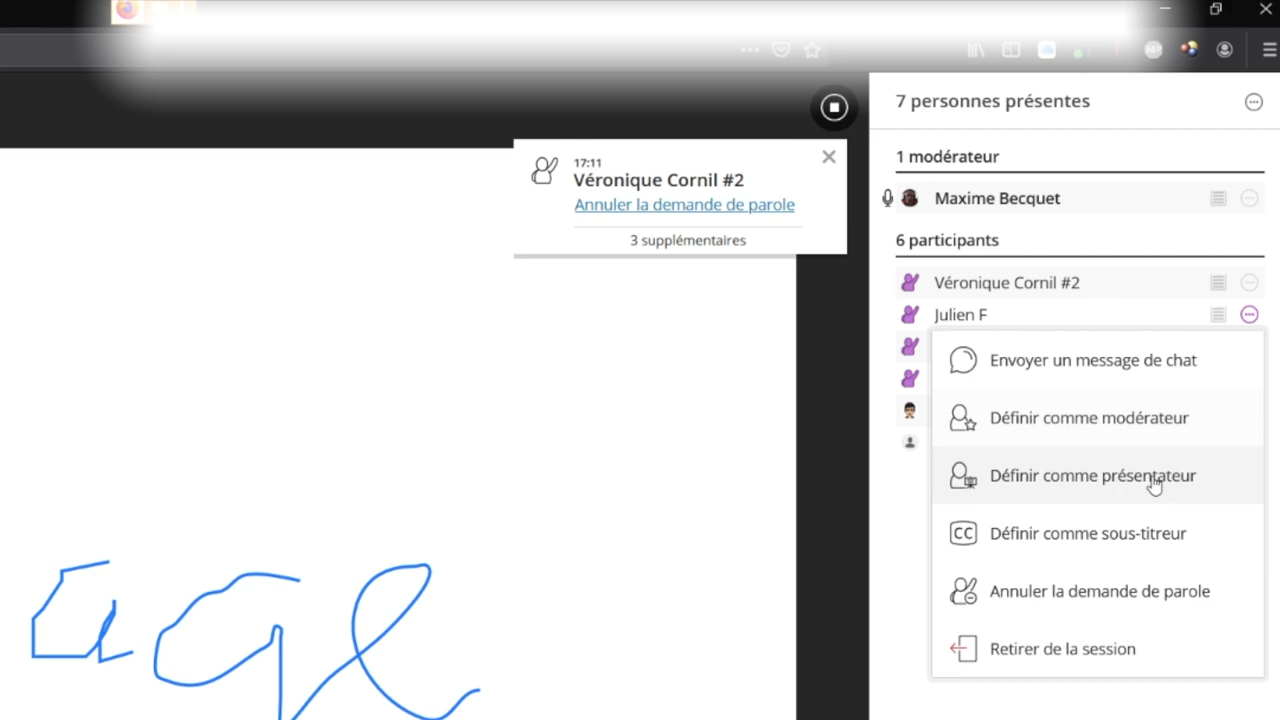 7 personnes présentes
17:11
Véronique Cornil #2
Annuler la demande de parole
3 supplémentaires
1 modérateur
Maxime Becquet
6 participants
Véronique Cornil #2
Julien F
Envoyer un message de chat
Définir comme modérateur
Définir comme présentateur
CC Définir comme sous-titreur
Annuler la demande de parole
Retirer de la session
age